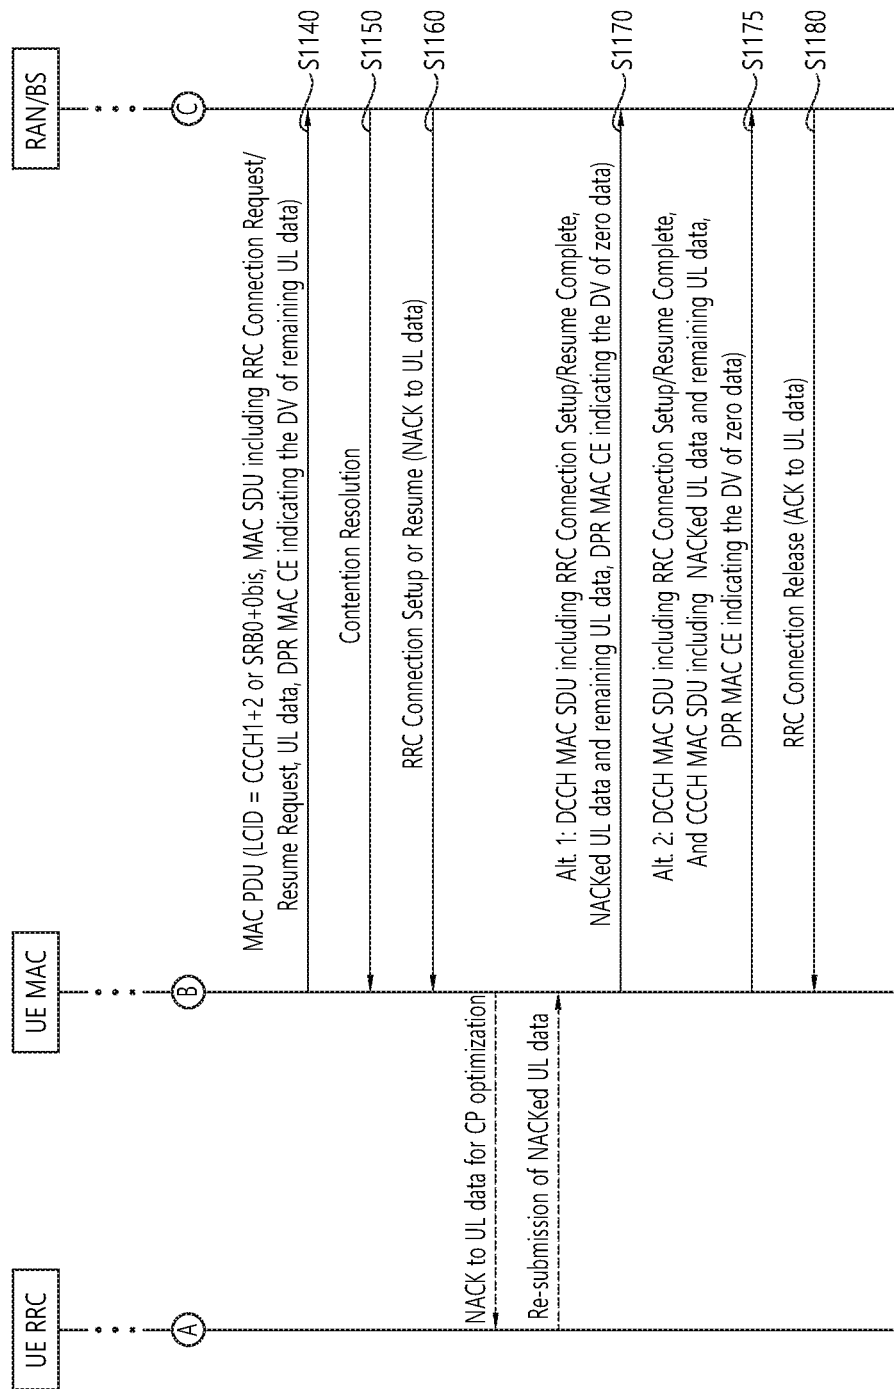 UE RRC
UE MAC
RAN/BS
A
B
C
MAC PDU (LCID = CCCH1+2 or SRB0+0bis, MAC SDU including RRC Connection Request/
Resume Request, UL data, DPR MAC CE indicating the DV of remaining UL data)
S1140
Contention Resolution
S1150
RRC Connection Setup or Resume (NACK to UL data)
S1160
NACK to UL data for CP optimization
Re-submission of NACKed UL data
Alt. 1: DCCH MAC SDU including RRC Connection Setup/Resume Complete,
NACKed UL data and remaining UL data, DPR MAC CE indicating the DV of zero data)
S1170
Alt. 2: DCCH MAC SDU including RRC Connection Setup/Resume Complete,
And CCCH MAC SDU including NACKed UL data and remaining UL data,
DPR MAC CE indicating the DV of zero data)
S1175
RRC Connection Release (ACK to UL data)
S1180